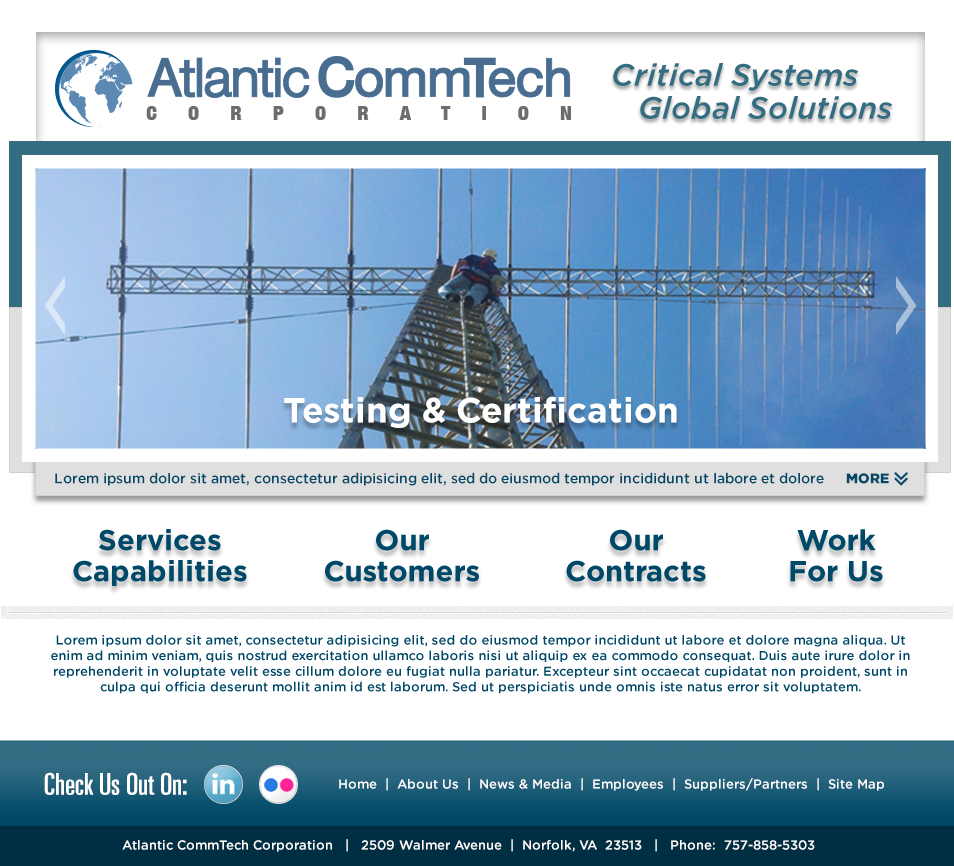 Atlantic CommTech
CORPORATION
Critical Systems
Global Solutions
Testing & Certification
Lorem ipsum dolor sit amet, consectetur adipisicing elit, sed do eiusmod tempor incididunt ut labore et dolore MORE
Services
Capabilities
Our
Customers
Our
Contracts
Work
For Us
Lorem ipsum dolor sit amet, consectetur adipisicing elit, sed do eiusmod tempor incididunt ut labore et dolore magna aliqua. Ut
enim ad minim veniam, quis nostrud exercitation ullamco laboris nisi ut aliquip ex ea commodo consequat. Duis aute irure dolor in
reprehenderit in voluptate velit esse cillum dolore eu fugiat nulla pariatur. Excepteur sint occaecat cupidatat non proident, sunt in
culpa qui officia deserunt mollit anim id est laborum. Sed ut perspiciatis unde omnis iste natus error sit voluptatem.
Check Us Out On: in
Home | About Us | News & Media | Employees | Suppliers/Partners | Site Map
Atlantic CommTech Corporation | 2509 Walmer Avenue | Norfolk, VA 23513 | Phone: 757-858-5303